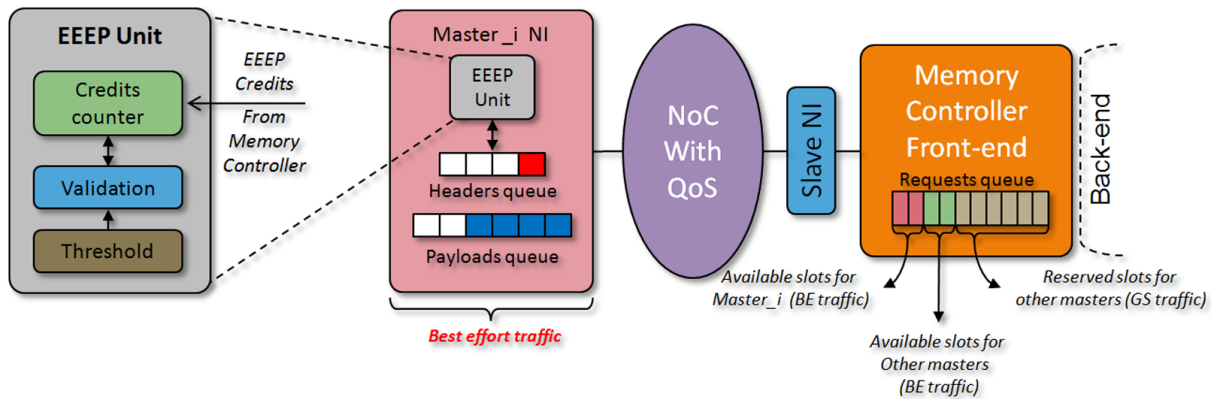 EEEP Unit
Credits
counter
Validation
Threshold
EEEP
Credits
From
Memory
Controller
Master_i NI
EEEP
Unit
Headers queue
Payloads queue
Best effort traffic
NoC
With
QoS
Slave NI
Memory
Controller
Front-end
Requests queue
Back-end
Available slots for
Master_i (BE traffic)
Available slots for
Other masters
(BE traffic)
Reserved slots for
other masters (GS traffic)